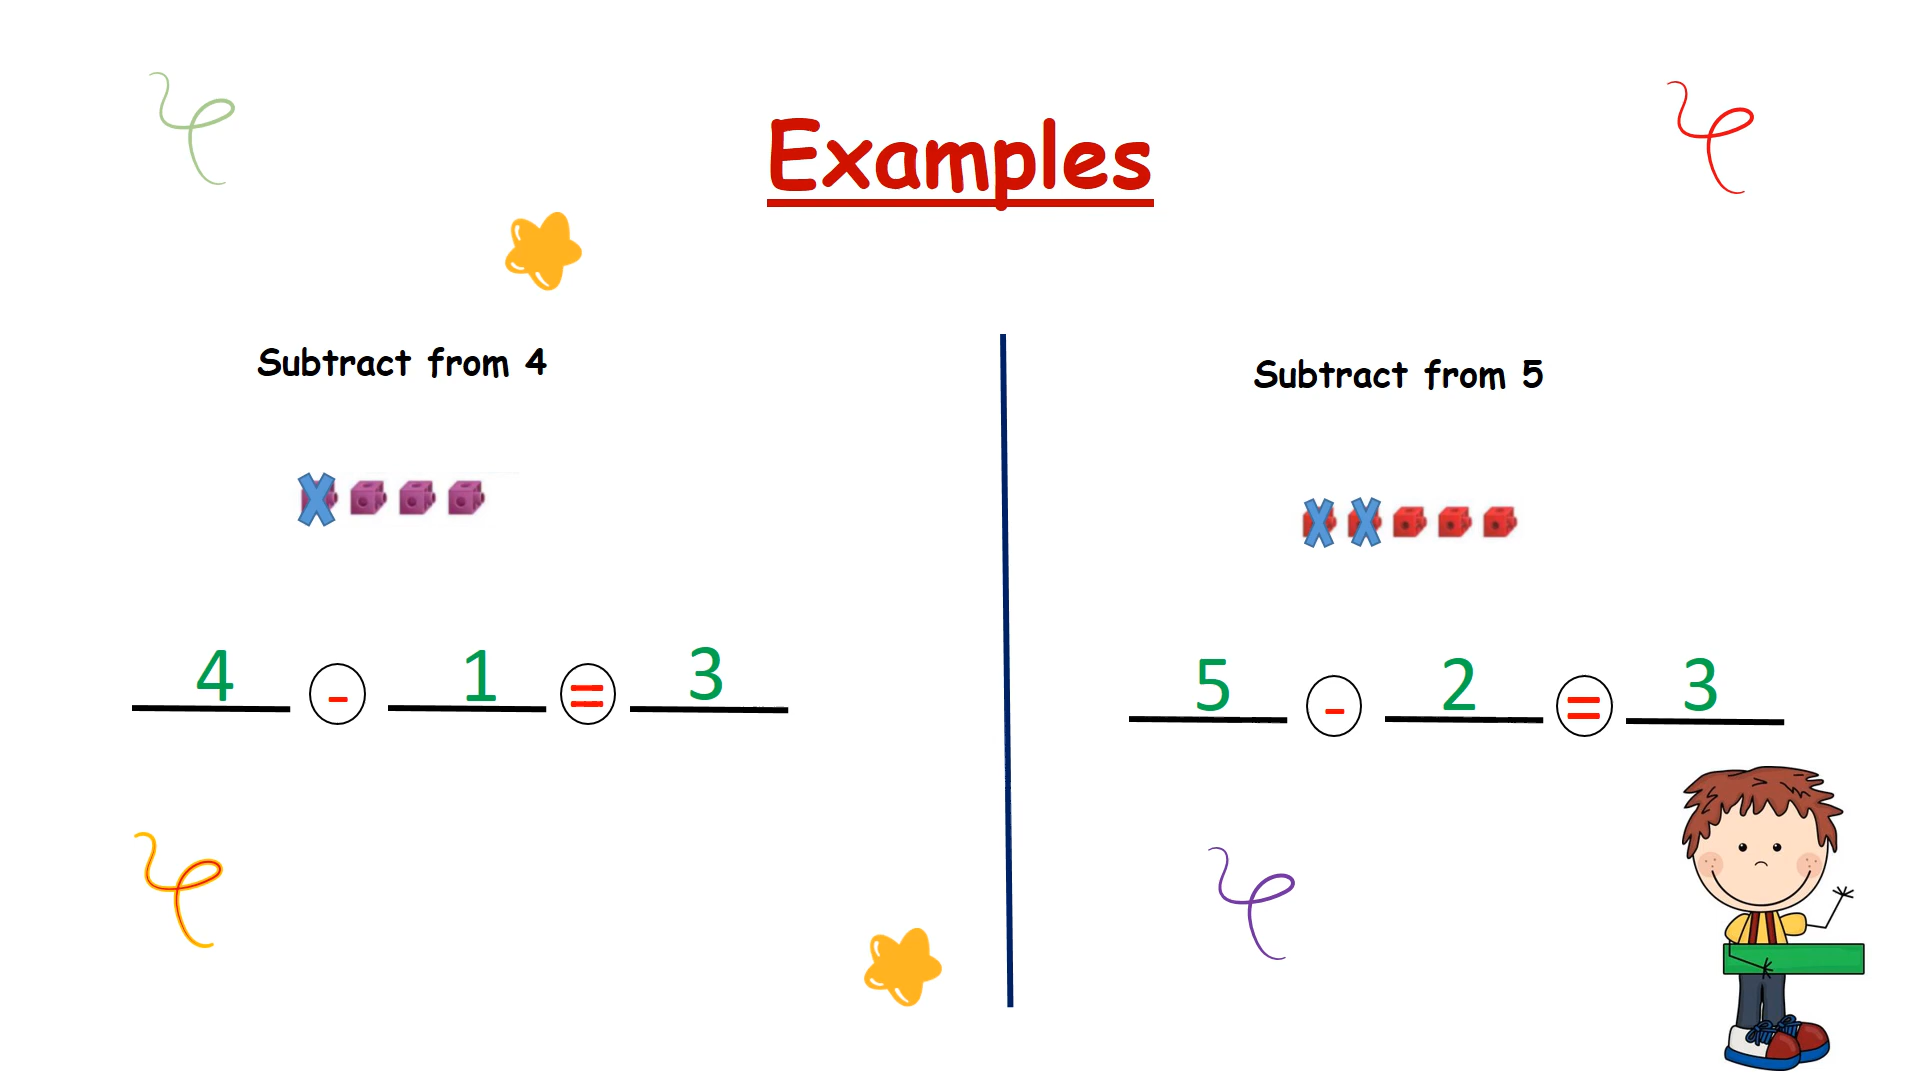 Examples
Subtract from 4
4 - 1 = 3
Subtract from 5
5 - 2 = 3